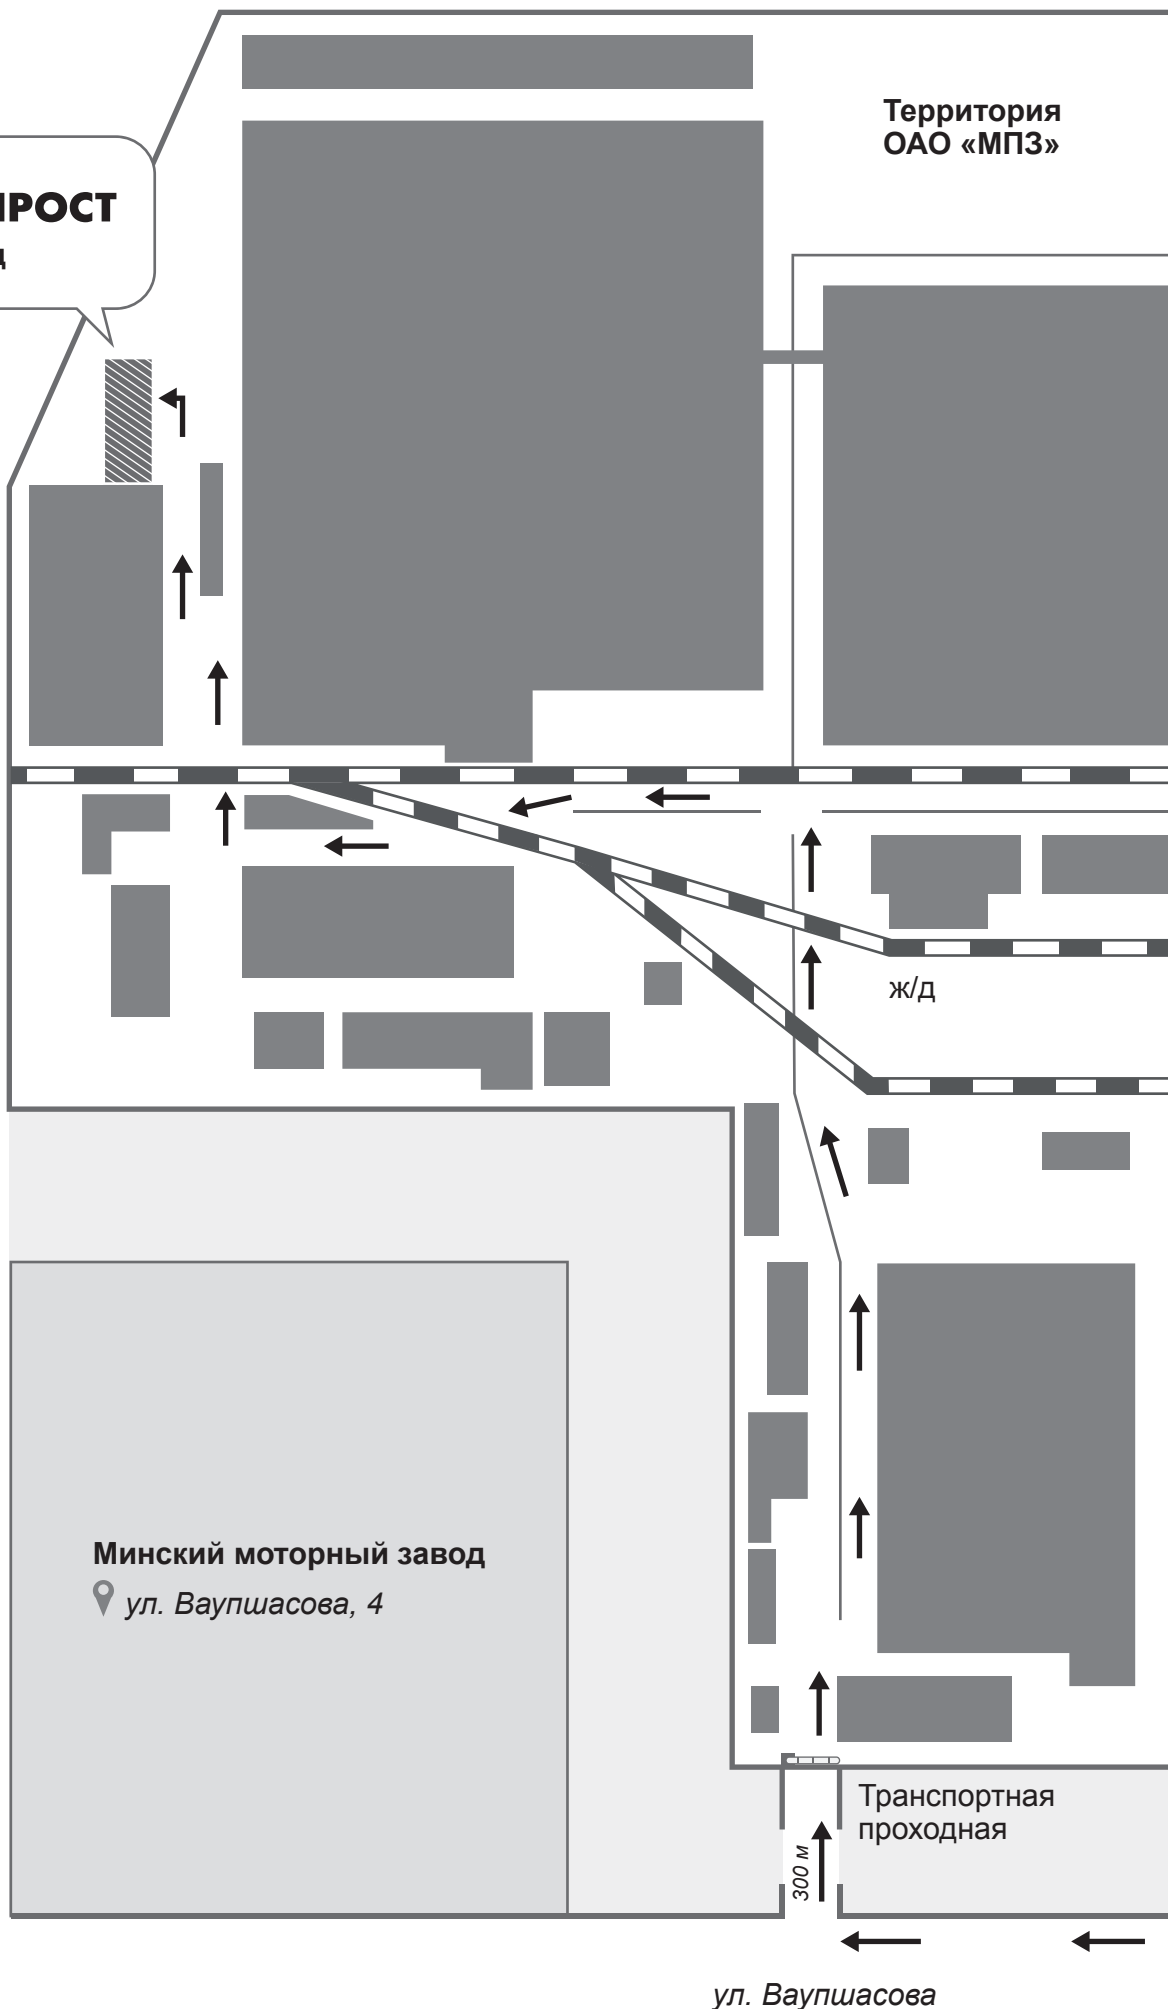 Территория
ОАО «МПЗ»
ж/д
Минский моторный завод
ул. Ваупшасова, 4
Транспортная
проходная
300 м
ул. Ваупшасова